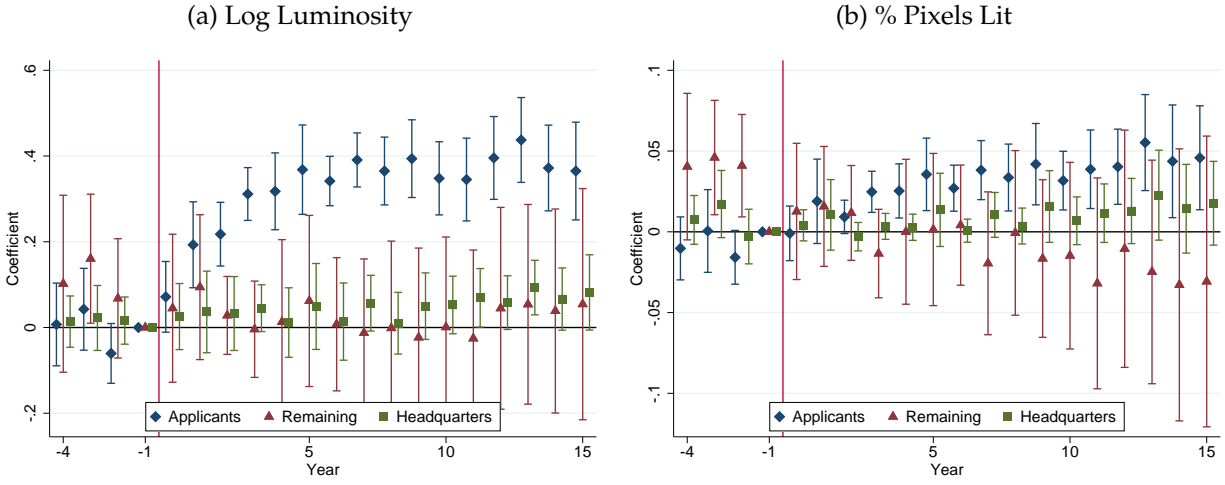 (a) Log Luminosity
.6
.4
.2
0
-.2
Coefficient
Applicants Remaining Headquarters
-4 -1 5 10 15
Year
(b) % Pixels Lit
.1
.05
0
-.05
-.1
Coefficient
Applicants Remaining Headquarters
-4 -1 5 10 15
Year